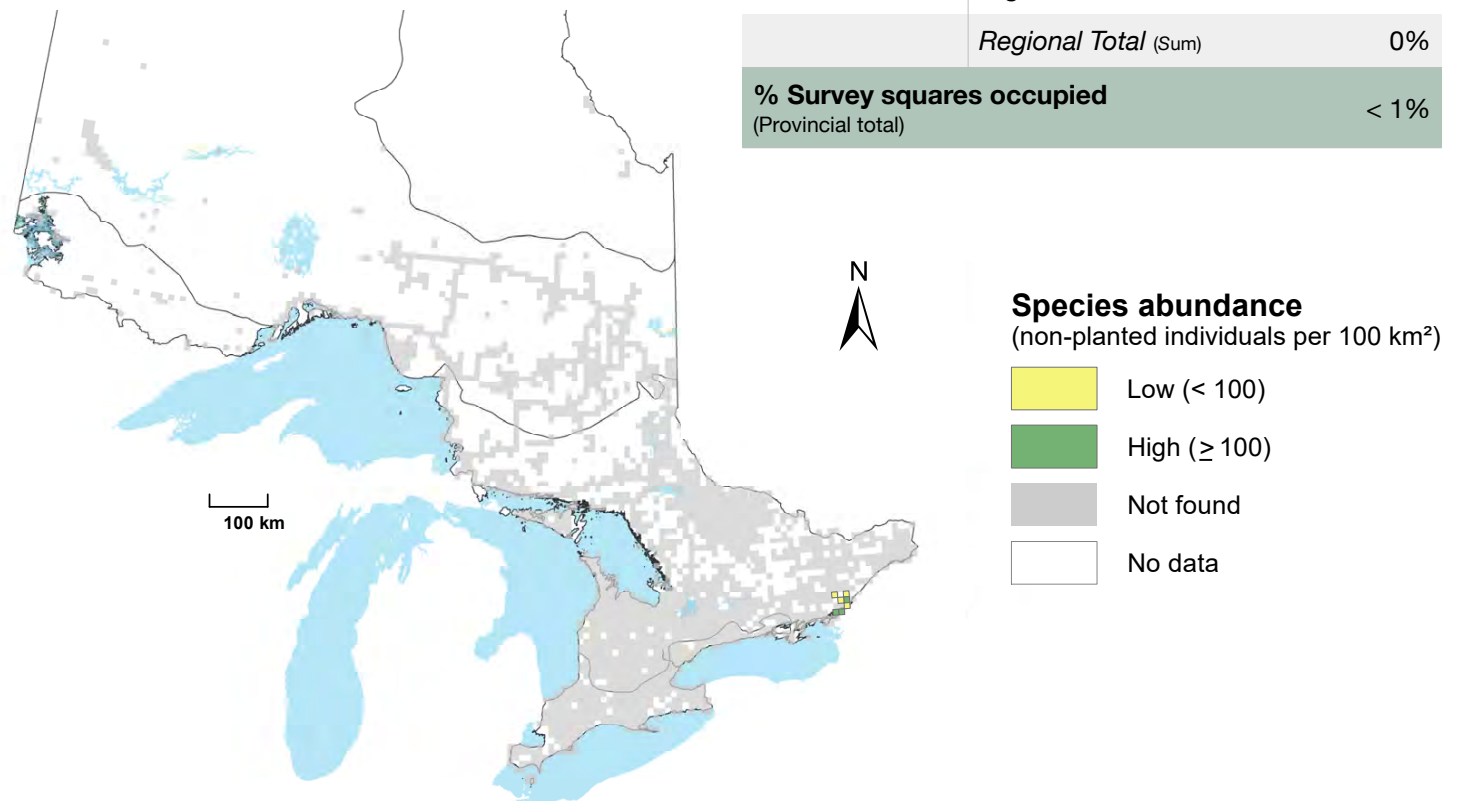 Regional Total (Sum) 0%
% Survey squares occupied
(Provincial total)
< 1%
N
Species abundance
(non-planted individuals per 100 km²)
Low (< 100)
High (≥ 100)
Not found
No data
100 km